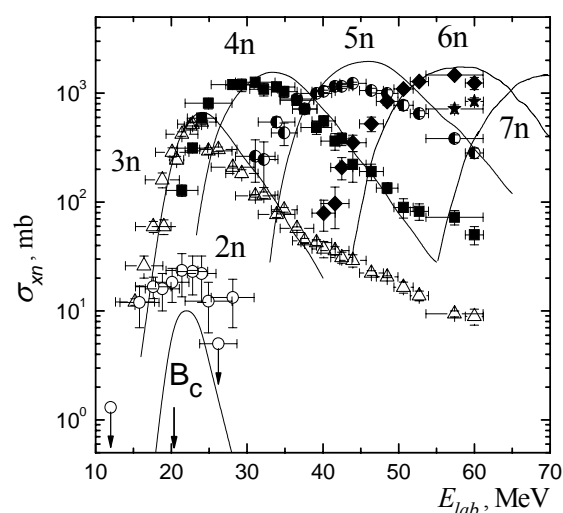 4n
5n
6n
10^3
7n
3n
10^2
2n
σ_xn, mb
10^1
B_c
10^0
10 20 30 40 50 60 70
E_lab, MeV